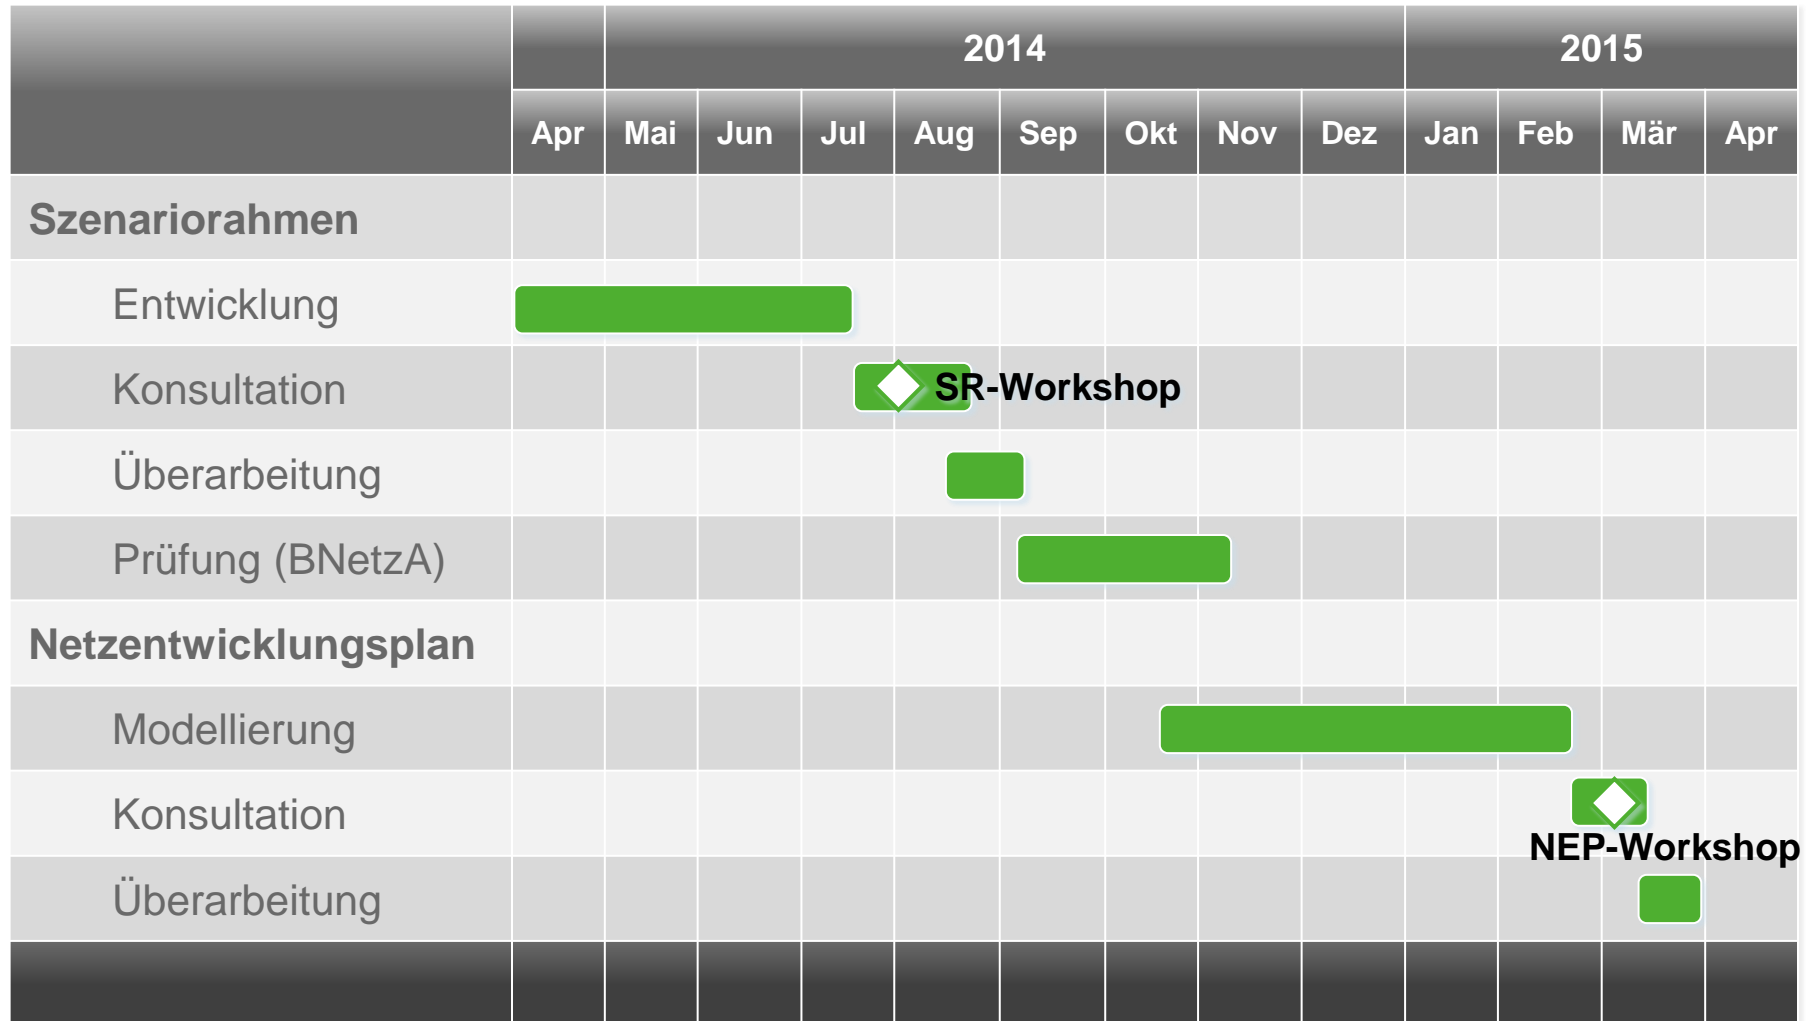 2014 2015
Apr Mai Jun Jul Aug Sep Okt Nov Dez Jan Feb Mär Apr
Szenariorahmen
Entwicklung
Konsultation SR-Workshop
Überarbeitung
Prüfung (BNetzA)
Netzentwicklungsplan
Modellierung
Konsultation
NEP-Workshop
Überarbeitung